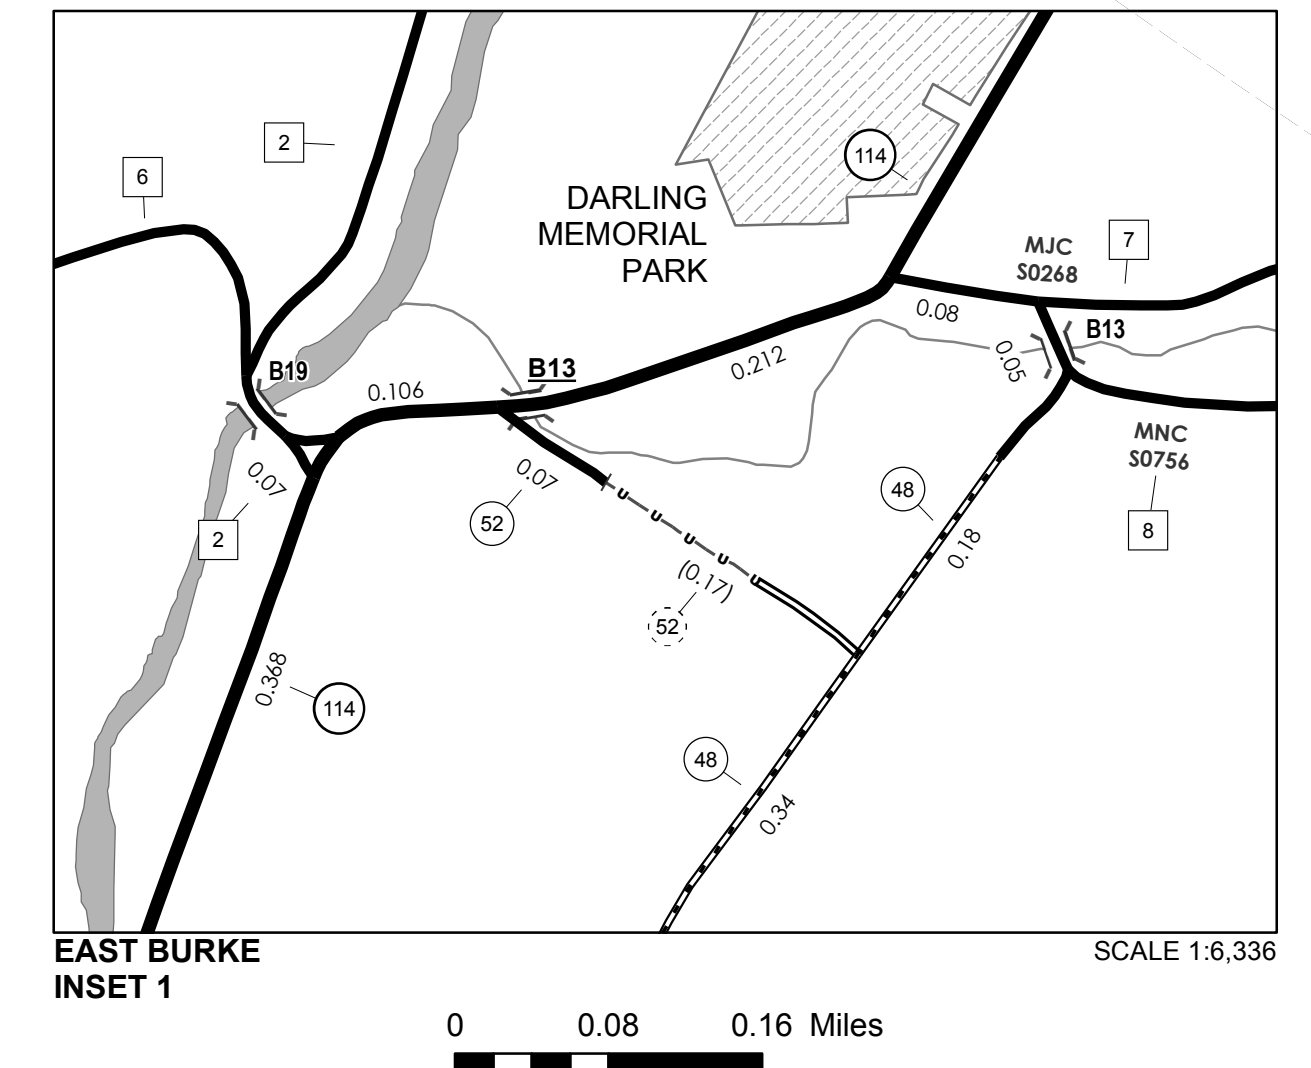 2
6
114
DARLING
MEMORIAL
PARK
MJC
S0268
7
0.08
B13
0.05
B19
B13
0.212
0.106
MNC
S0756
0.07
0.07
48
52
8
2
0.18
U
U
U
U
U
(0.17)
52
0.368
114
48
0.34
EAST BURKE
INSET 1
SCALE 1:6,336
0 0.08 0.16 Miles